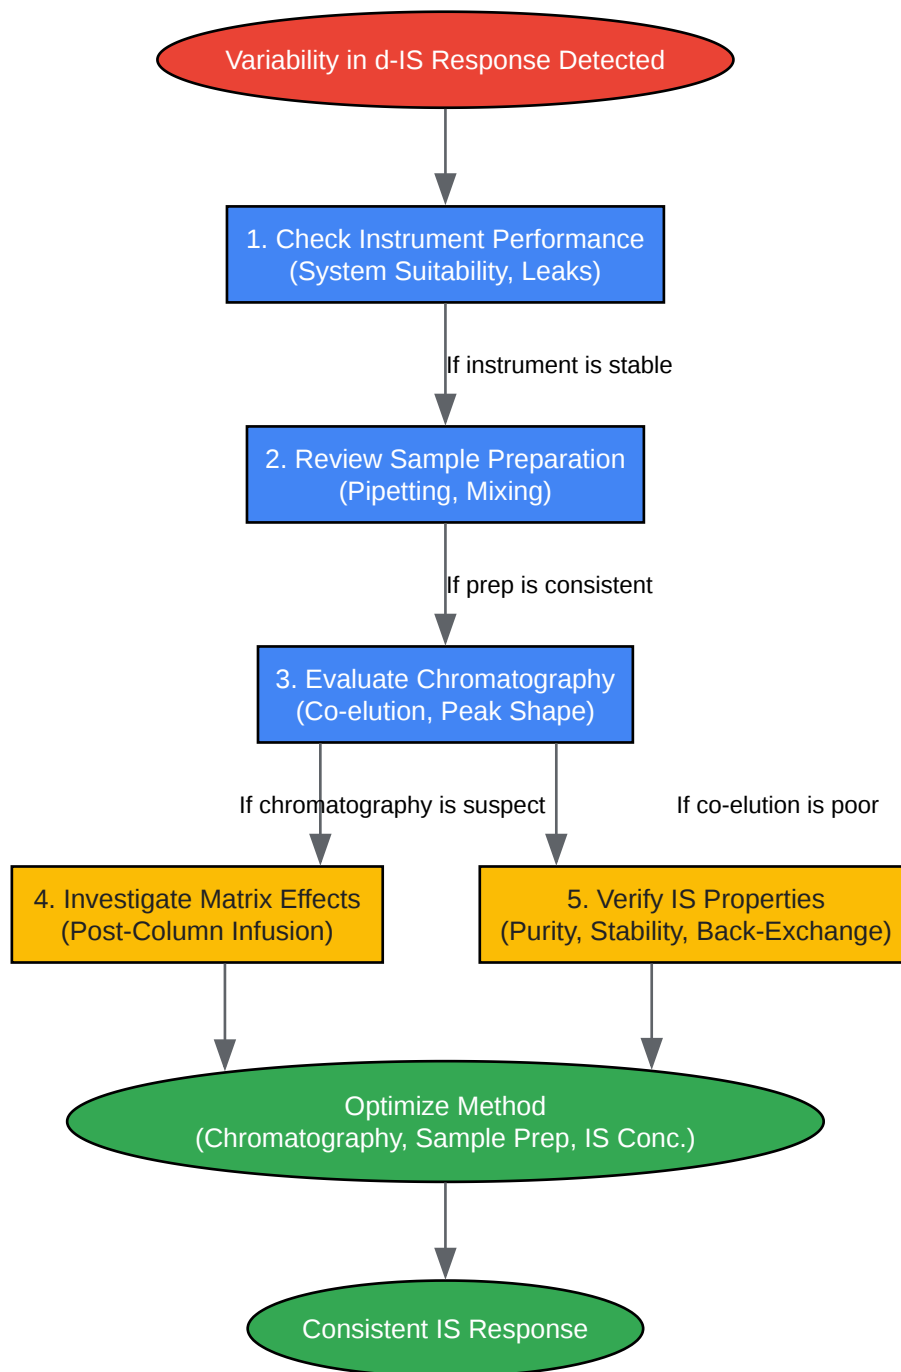 Variability in d-IS Response Detected
1. Check Instrument Performance
(System Suitability, Leaks)
If instrument is stable
2. Review Sample Preparation
(Pipetting, Mixing)
If prep is consistent
3. Evaluate Chromatography
(Co-elution, Peak Shape)
If chromatography is suspect
If co-elution is poor
4. Investigate Matrix Effects
(Post-Column Infusion)
5. Verify IS Properties
(Purity, Stability, Back-Exchange)
Optimize Method
(Chromatography, Sample Prep, IS Conc.)
Consistent IS Response